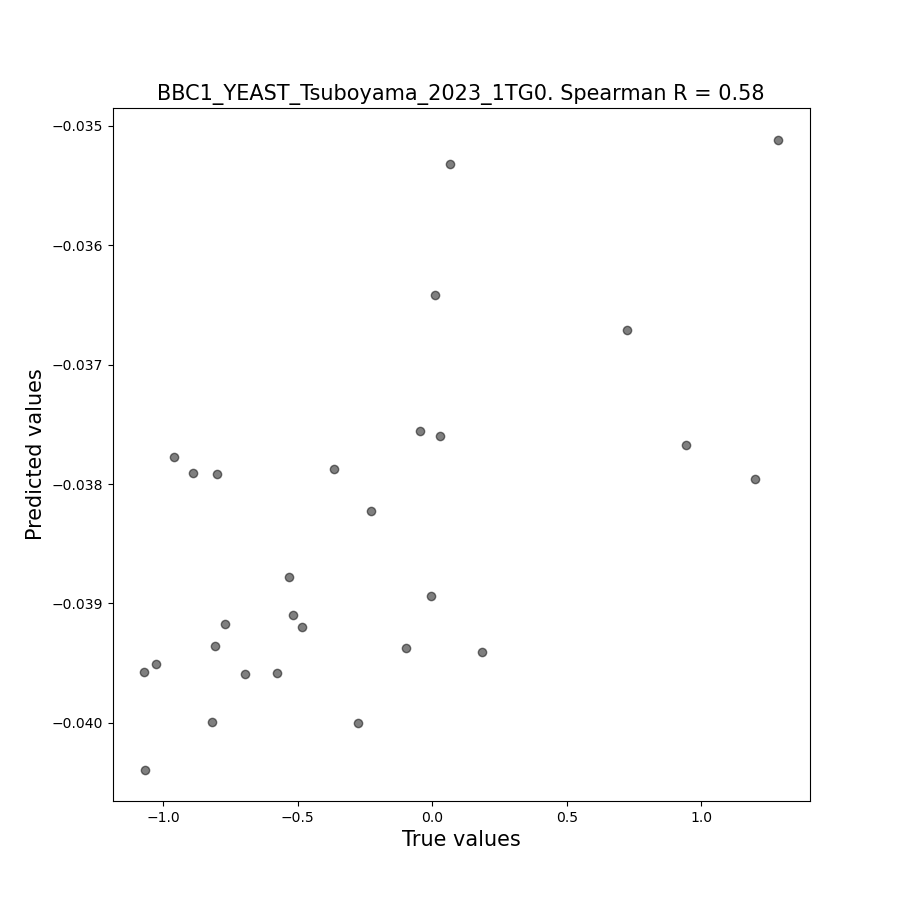 BBC1_YEAST_Tsuboyama_2023_1TG0. Spearman R = 0.58
−0.035
−0.036
−0.037
−0.038
−0.039
−0.040
Predicted values
−1.0 −0.5 0.0 0.5 1.0
True values